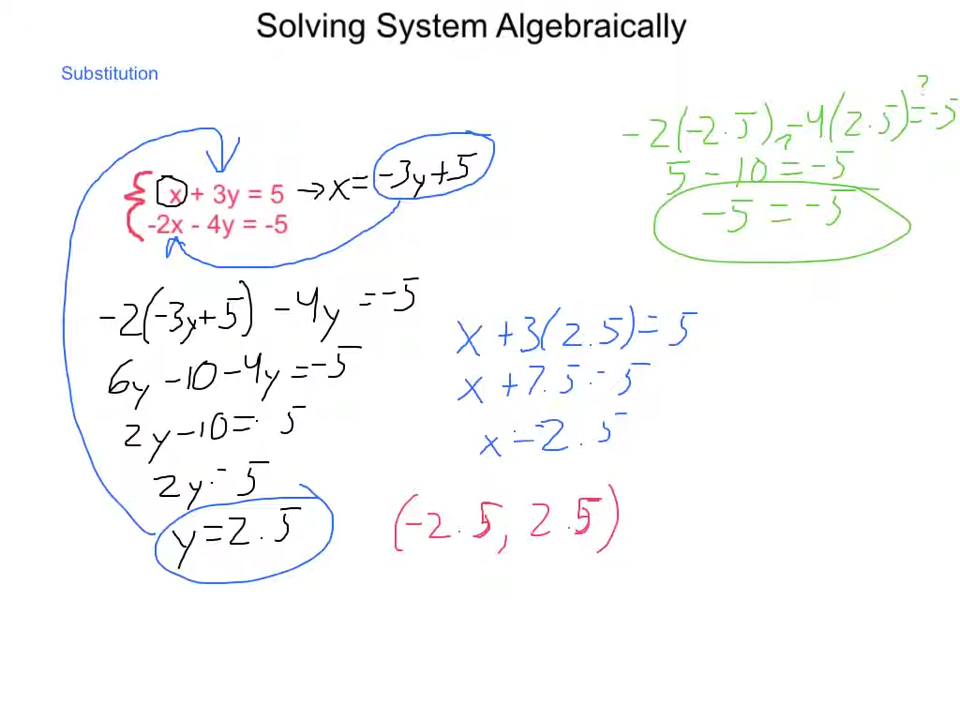 Solving System Algebraically
Substitution
x + 3y = 5 → x = -3y+5
-2x - 4y = -5
-2(-3y+5) - 4y = -5
6y - 10 - 4y = -5
2y - 10 = - 5
2y = 5
y = 2.5
x + 3(2.5) = 5
x + 7.5 = 5
x = -2.5
(-2.5, 2.5)
-2(-2.5) - 4(2.5) ?= -5
5 - 10 ?= -5
-5 = -5